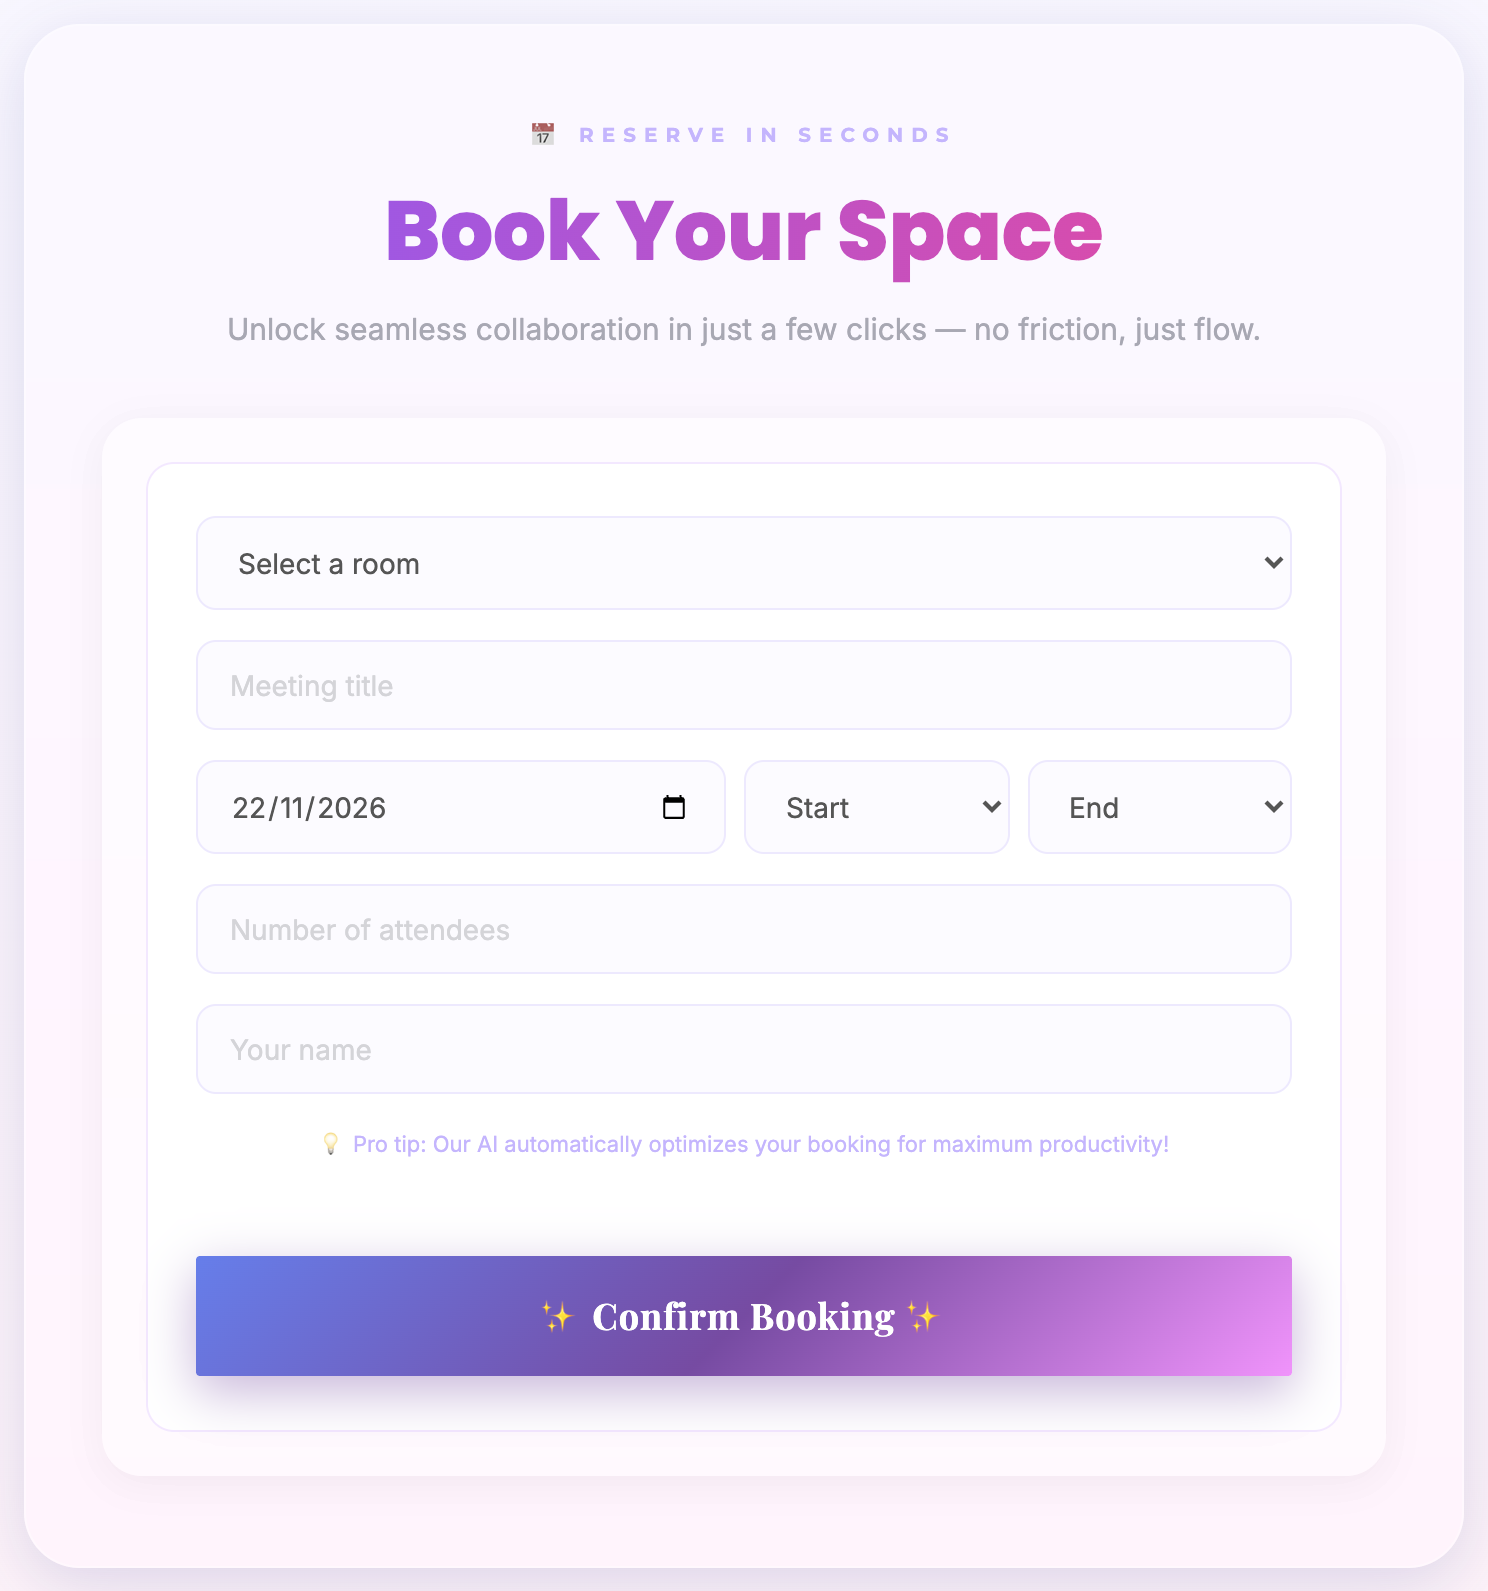 📅 RESERVE IN SECONDS
Book Your Space
Unlock seamless collaboration in just a few clicks — no friction, just flow.
Select a room
Meeting title
22/11/2026 Start End
Number of attendees
Your name
💡 Pro tip: Our AI automatically optimizes your booking for maximum productivity!
✨ Confirm Booking ✨